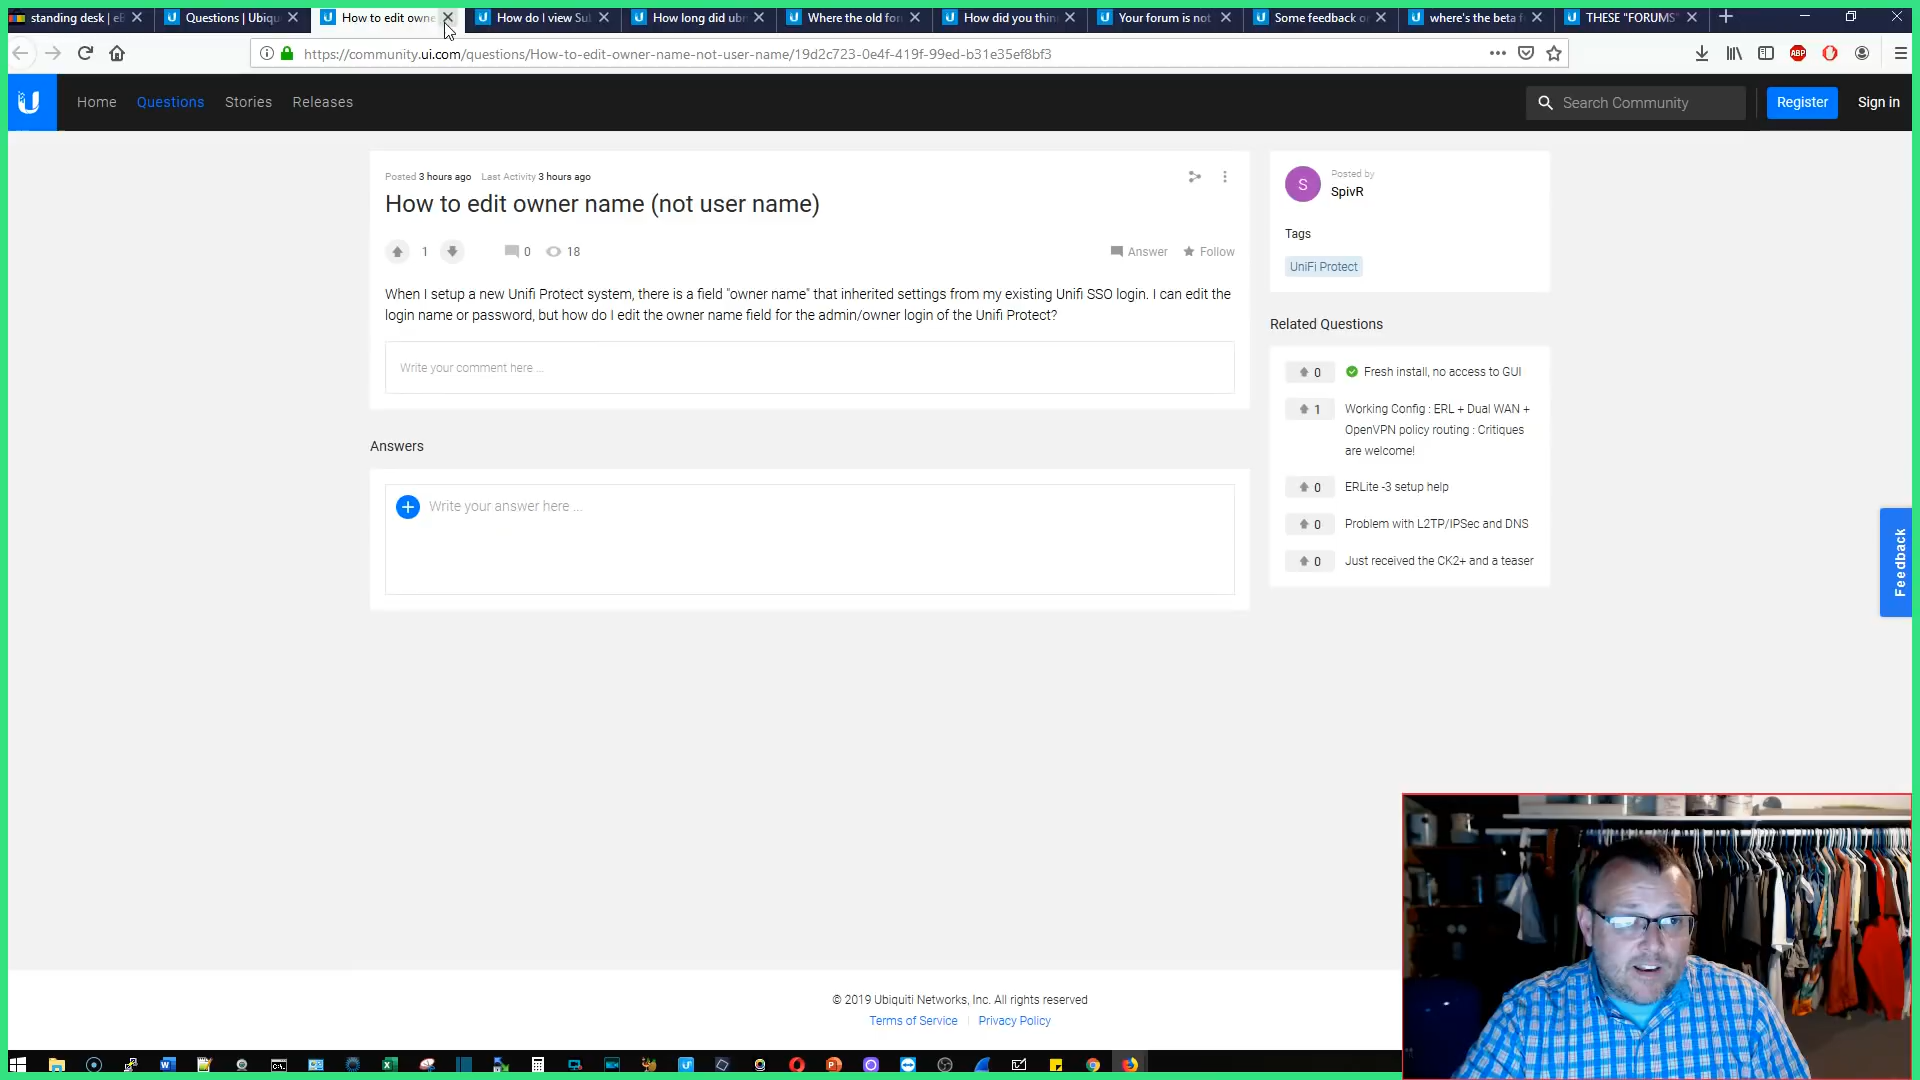 standing desk | eB
Questions | Ubiqu
How to edit owne
How do I view Sul
How long did ubn
Where the old for
How did you thin
Your forum is not
Some feedback or
where's the beta f
THESE "FORUMS"
https://community.ui.com/questions/How-to-edit-owner-name-not-user-name/19d2c723-0e4f-419f-99ed-b31e35ef8bf3
ABP
Home
Questions
Stories
Releases
Search Community
Register
Sign in
Posted 3 hours ago Last Activity 3 hours ago
How to edit owner name (not user name)
1
0
18
Answer
Follow
When I setup a new Unifi Protect system, there is a field "owner name" that inherited settings from my existing Unifi SSO login. I can edit the
login name or password, but how do I edit the owner name field for the admin/owner login of the Unifi Protect?
Write your comment here ...
Answers
Write your answer here ...
S
Posted by
SpivR
Tags
UniFi Protect
Related Questions
0 Fresh install, no access to GUI
1 Working Config : ERL + Dual WAN +
OpenVPN policy routing : Critiques
are welcome!
0 ERLite -3 setup help
0 Problem with L2TP/IPSec and DNS
0 Just received the CK2+ and a teaser
Feedback
© 2019 Ubiquiti Networks, Inc. All rights reserved
Terms of Service | Privacy Policy